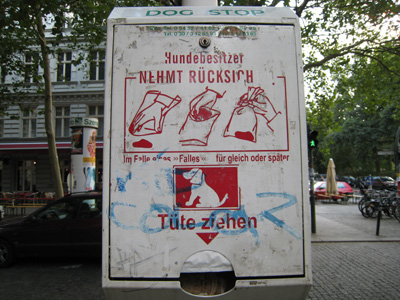 DOG STOP
Hundebesitzer
NEHMT RÜCKSICH
Im Falle eines »Falles« für gleich oder später
Tüte ziehen